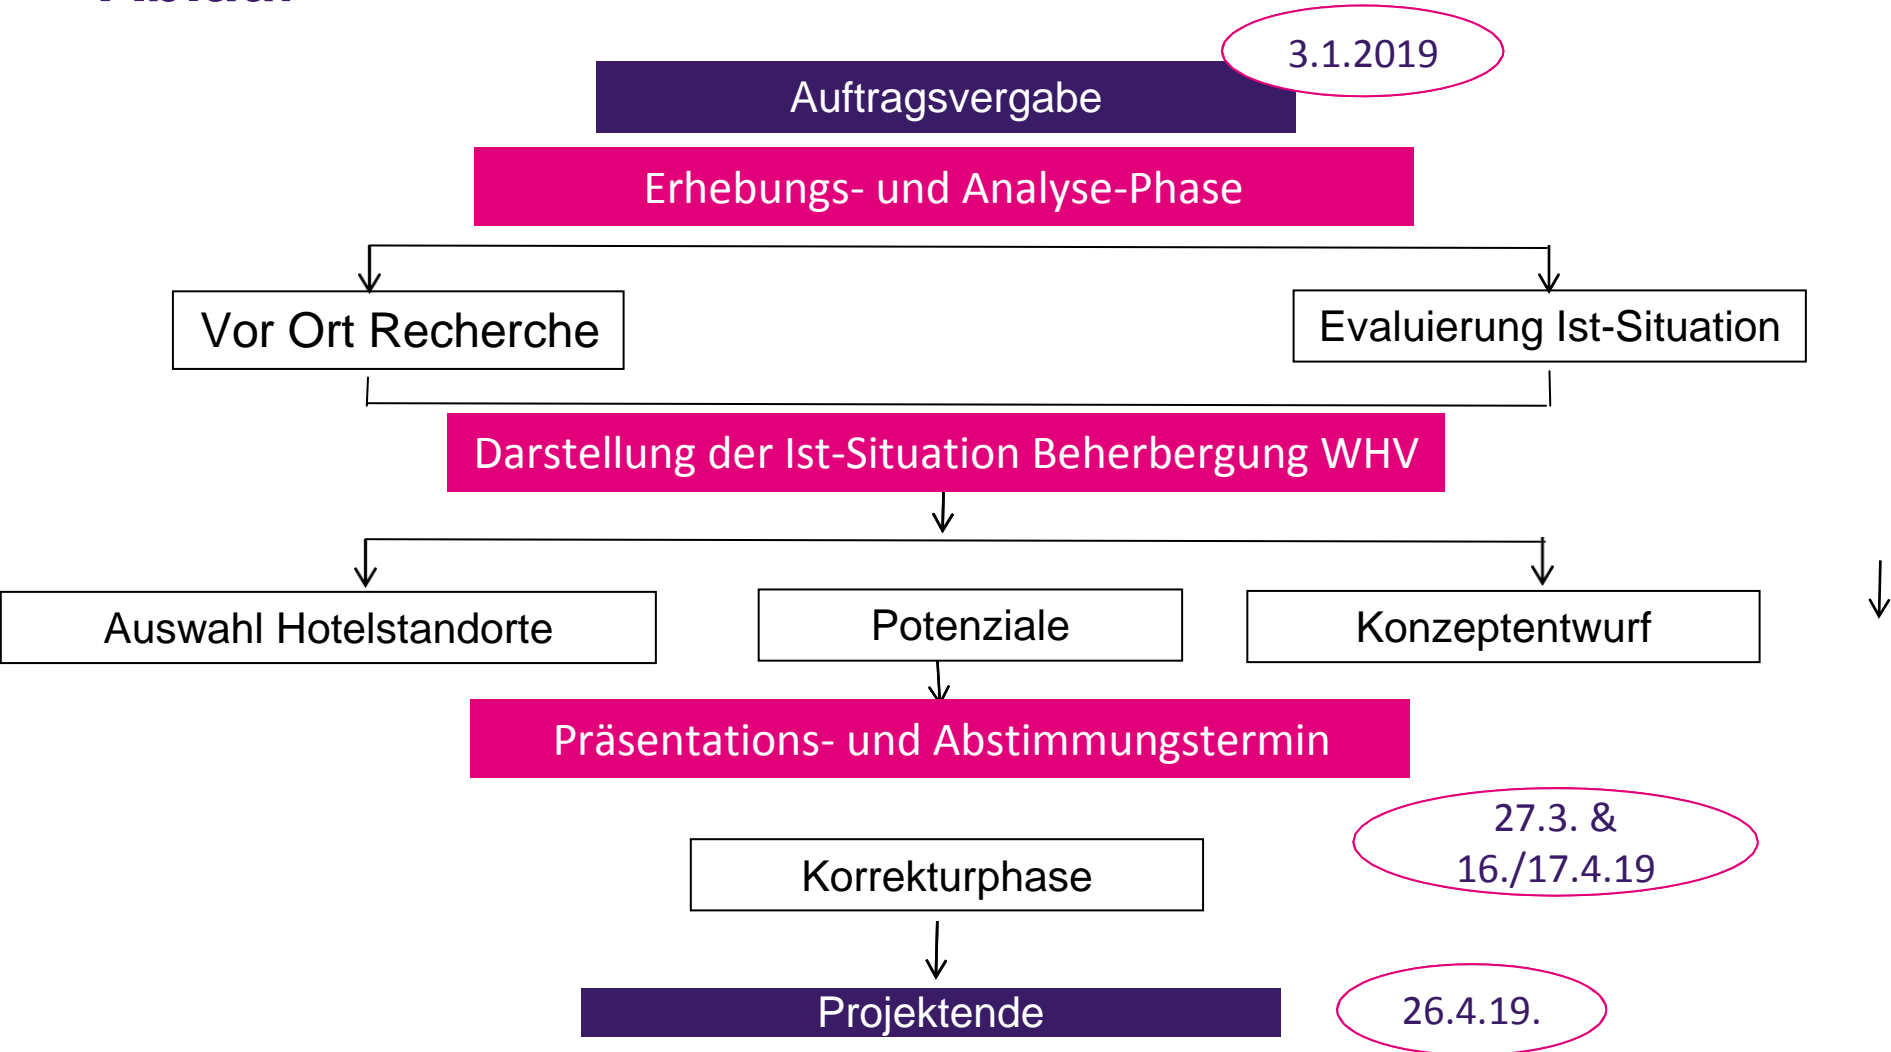 3.1.2019
Auftragsvergabe
Erhebungs- und Analyse-Phase
Vor Ort Recherche
Evaluierung Ist-Situation
Darstellung der Ist-Situation Beherbergung WHV
Auswahl Hotelstandorte
Potenziale
Konzeptentwurf
Präsentations- und Abstimmungstermin
27.3. &
16./17.4.19
Korrekturphase
Projektende
26.4.19.